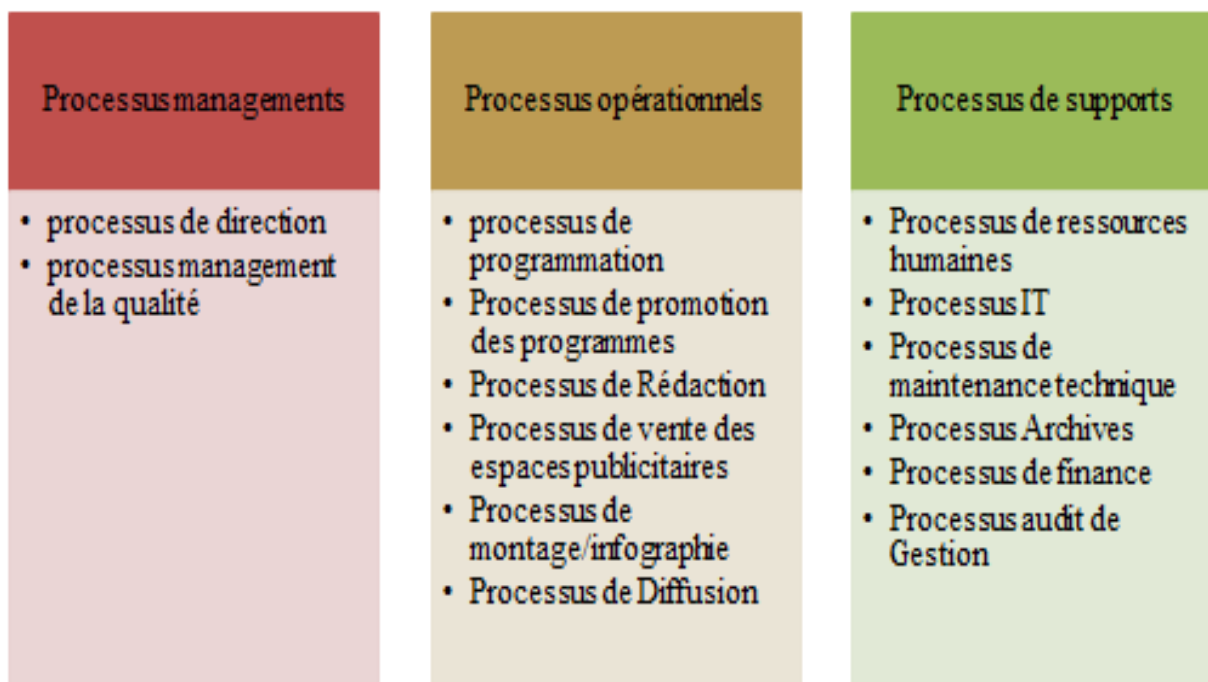 Processus managements
• processus de direction
• processus management
de la qualité
Processus opérationnels
• processus de
programmation
• Processus de promotion
des programmes
• Processus de Rédaction
• Processus de vente des
espaces publicitaires
• Processus de
montage/infographie
• Processus de Diffusion
Processus de supports
• Processus de ressources
humaines
• Processus IT
• Processus de
maintenance technique
• Processus Archives
• Processus de finance
• Processus audit de
Gestion